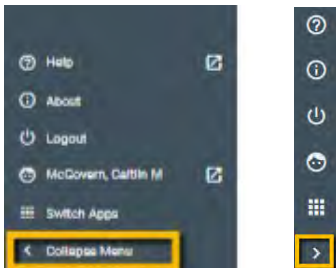 Help
About
Logout
McGovern, Caitlin M
Switch Apps
Collapse Menu